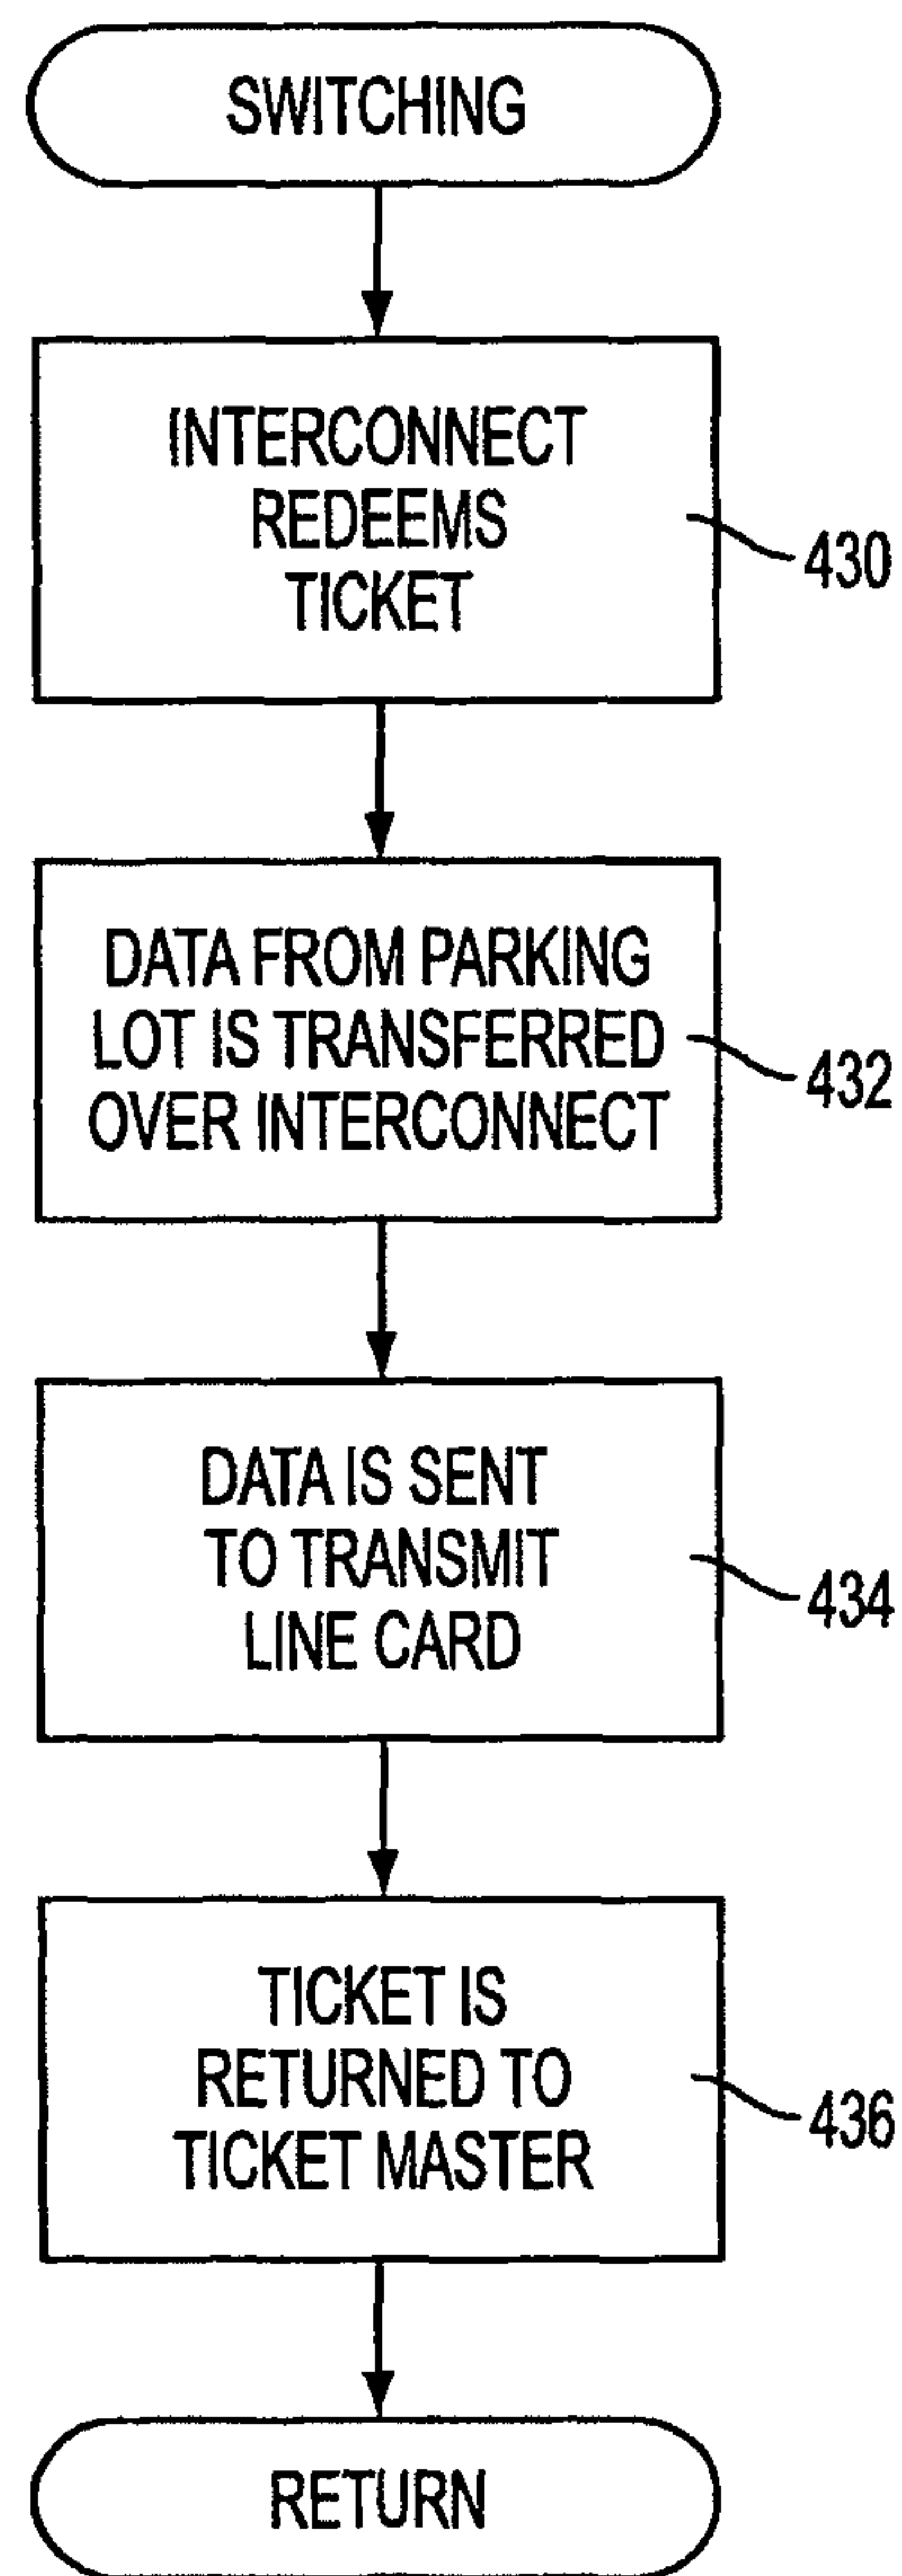 SWITCHING
INTERCONNECT
REDEEMS
TICKET
430
DATA FROM PARKING
LOT IS TRANSFERRED
OVER INTERCONNECT
432
DATA IS SENT
TO TRANSMIT
LINE CARD
434
TICKET IS
RETURNED TO
TICKET MASTER
436
RETURN